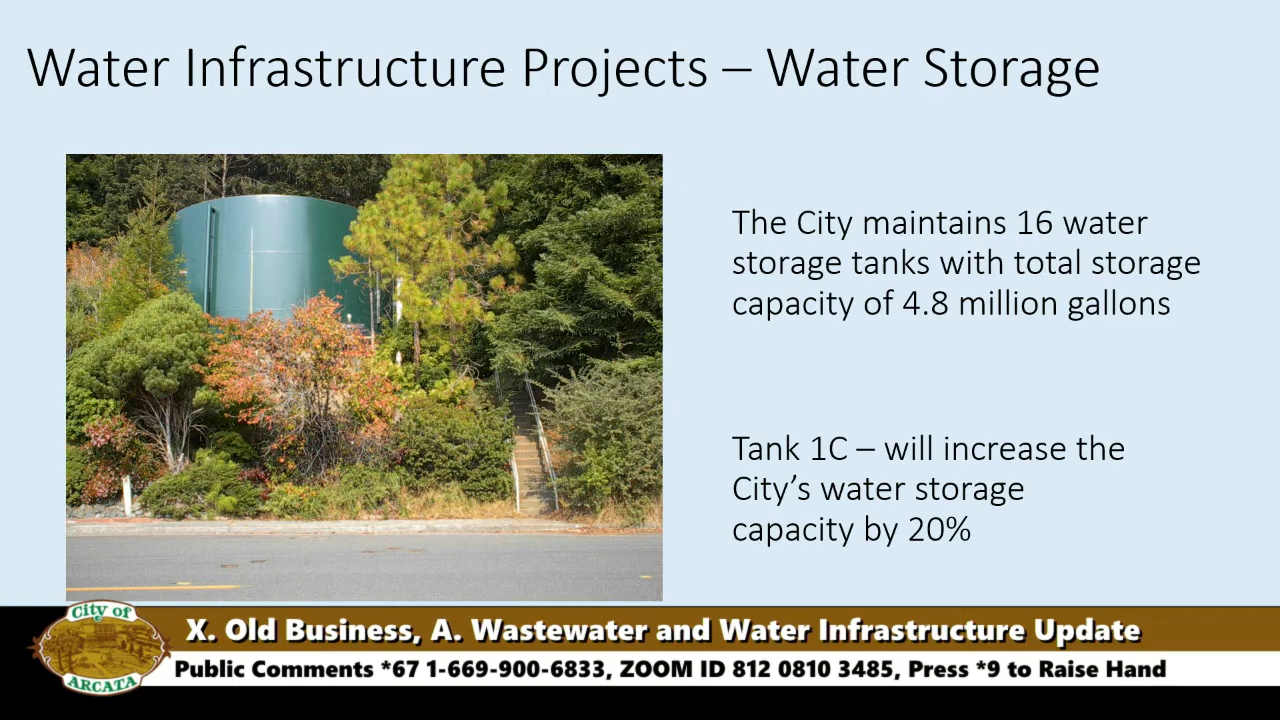 Water Infrastructure Projects – Water Storage
The City maintains 16 water
storage tanks with total storage
capacity of 4.8 million gallons
Tank 1C – will increase the
City’s water storage
capacity by 20%
City of
ARCATA
X. Old Business, A. Wastewater and Water Infrastructure Update
Public Comments *67 1-669-900-6833, ZOOM ID 812 0810 3485, Press *9 to Raise Hand